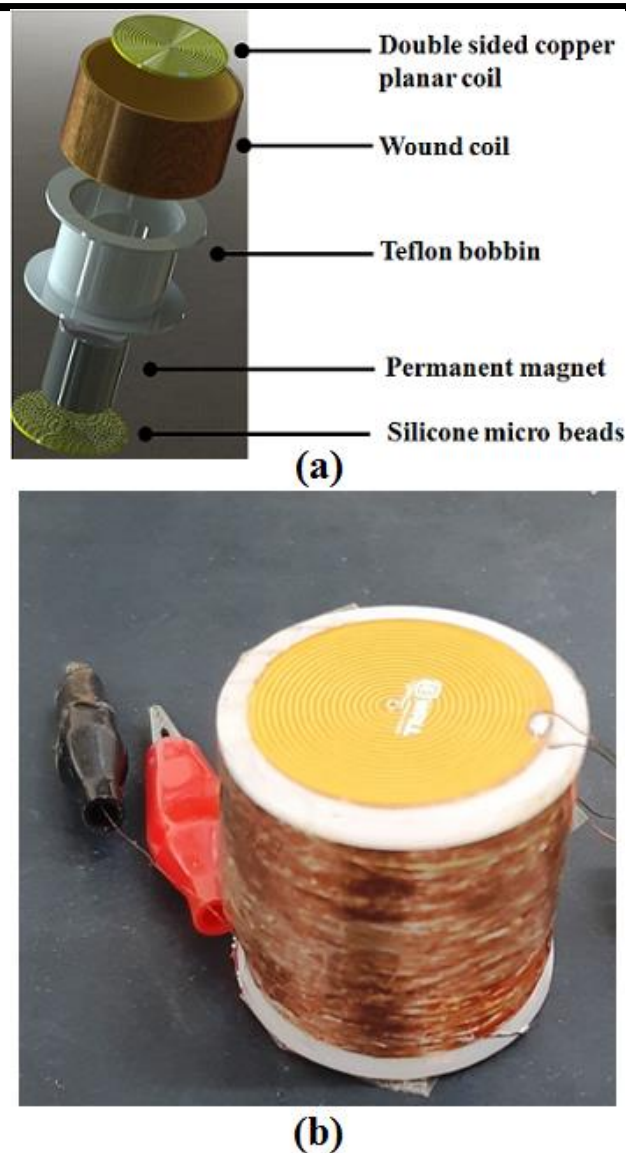 Double sided copper
planar coil
Wound coil
Teflon bobbin
Permanent magnet
Silicone micro beads
(a)
(b)